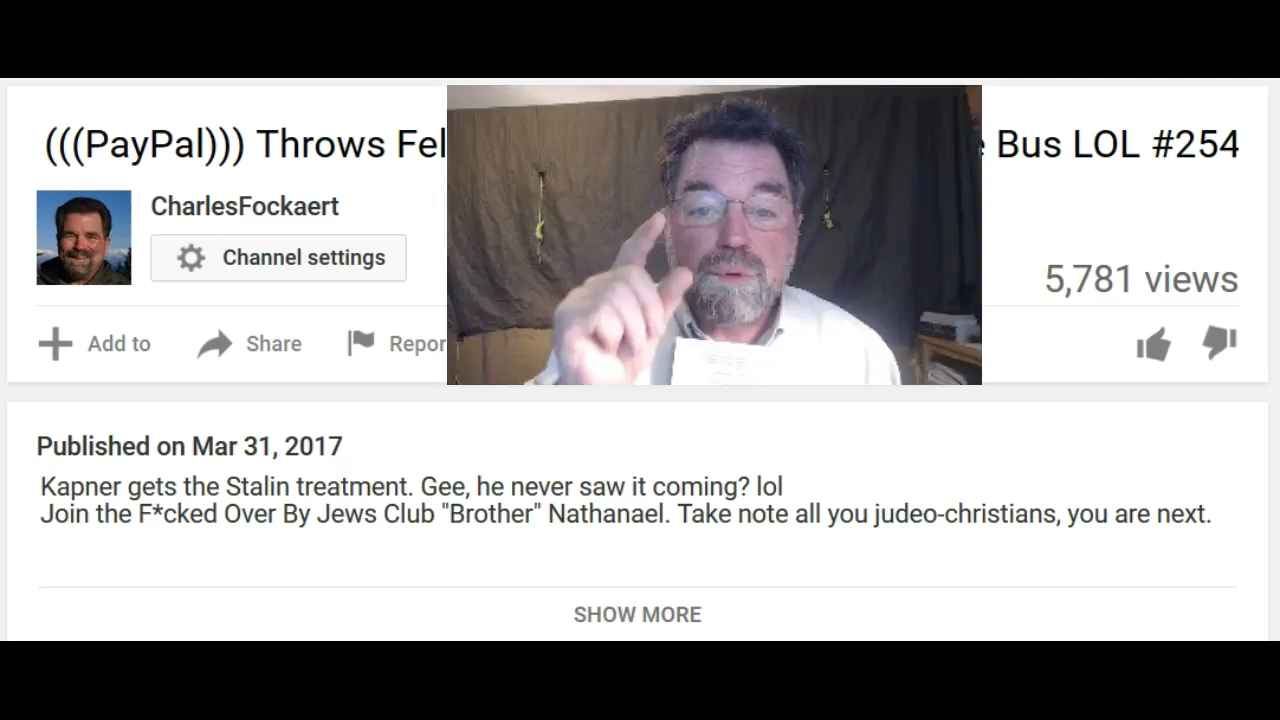 (((PayPal))) Throws Fel Bus LOL #254
CharlesFockaert
Channel settings
5,781 views
Add to
Share
Repor
Published on Mar 31, 2017
Kapner gets the Stalin treatment. Gee, he never saw it coming? lol
Join the F*cked Over By Jews Club "Brother" Nathanael. Take note all you judeo-christians, you are next.
SHOW MORE